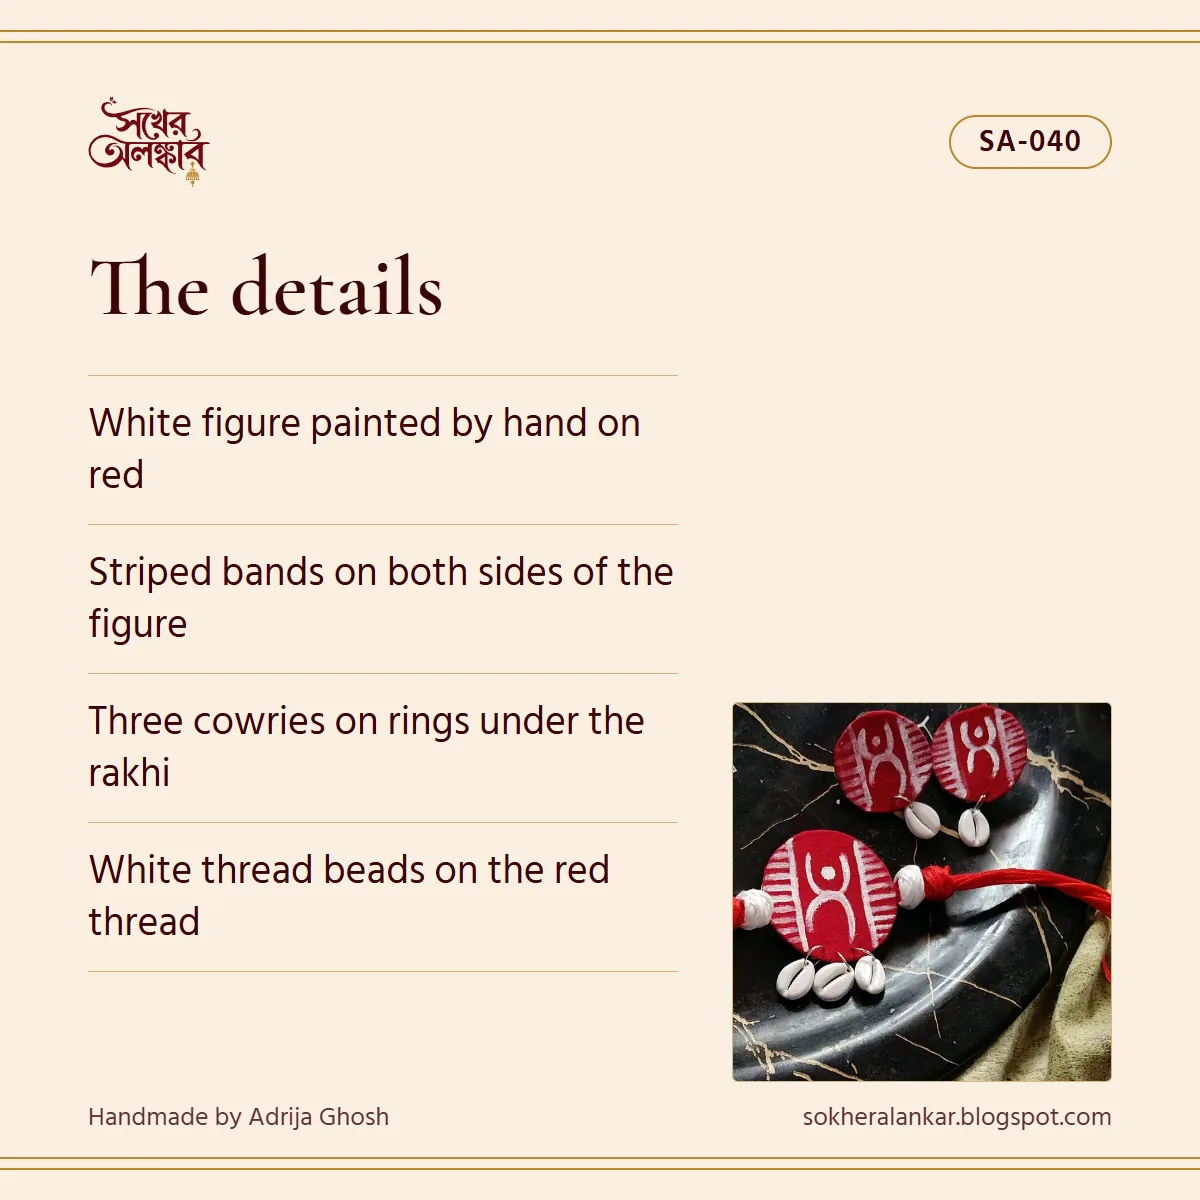 সখের
অলঙ্কার
SA-040
The details
White figure painted by hand on
red
Striped bands on both sides of the
figure
Three cowries on rings under the
rakhi
White thread beads on the red
thread
Handmade by Adrija Ghosh
sokheralankar.blogspot.com